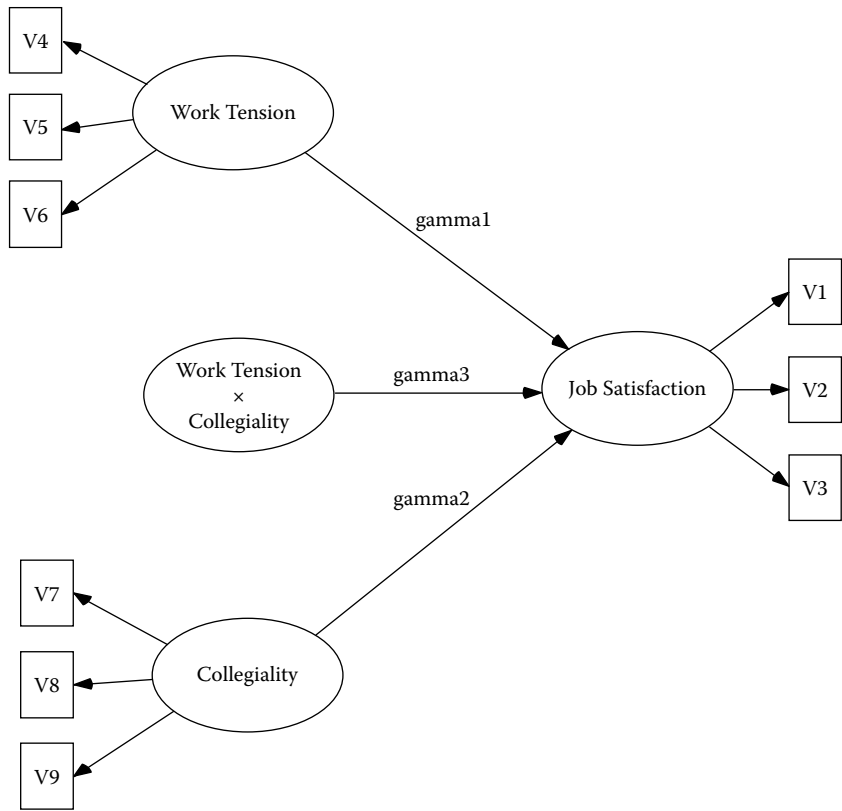 V4
V5
V6
Work Tension
gamma1
Work Tension
×
Collegiality
gamma3
Job Satisfaction
V1
V2
V3
gamma2
V7
V8
V9
Collegiality